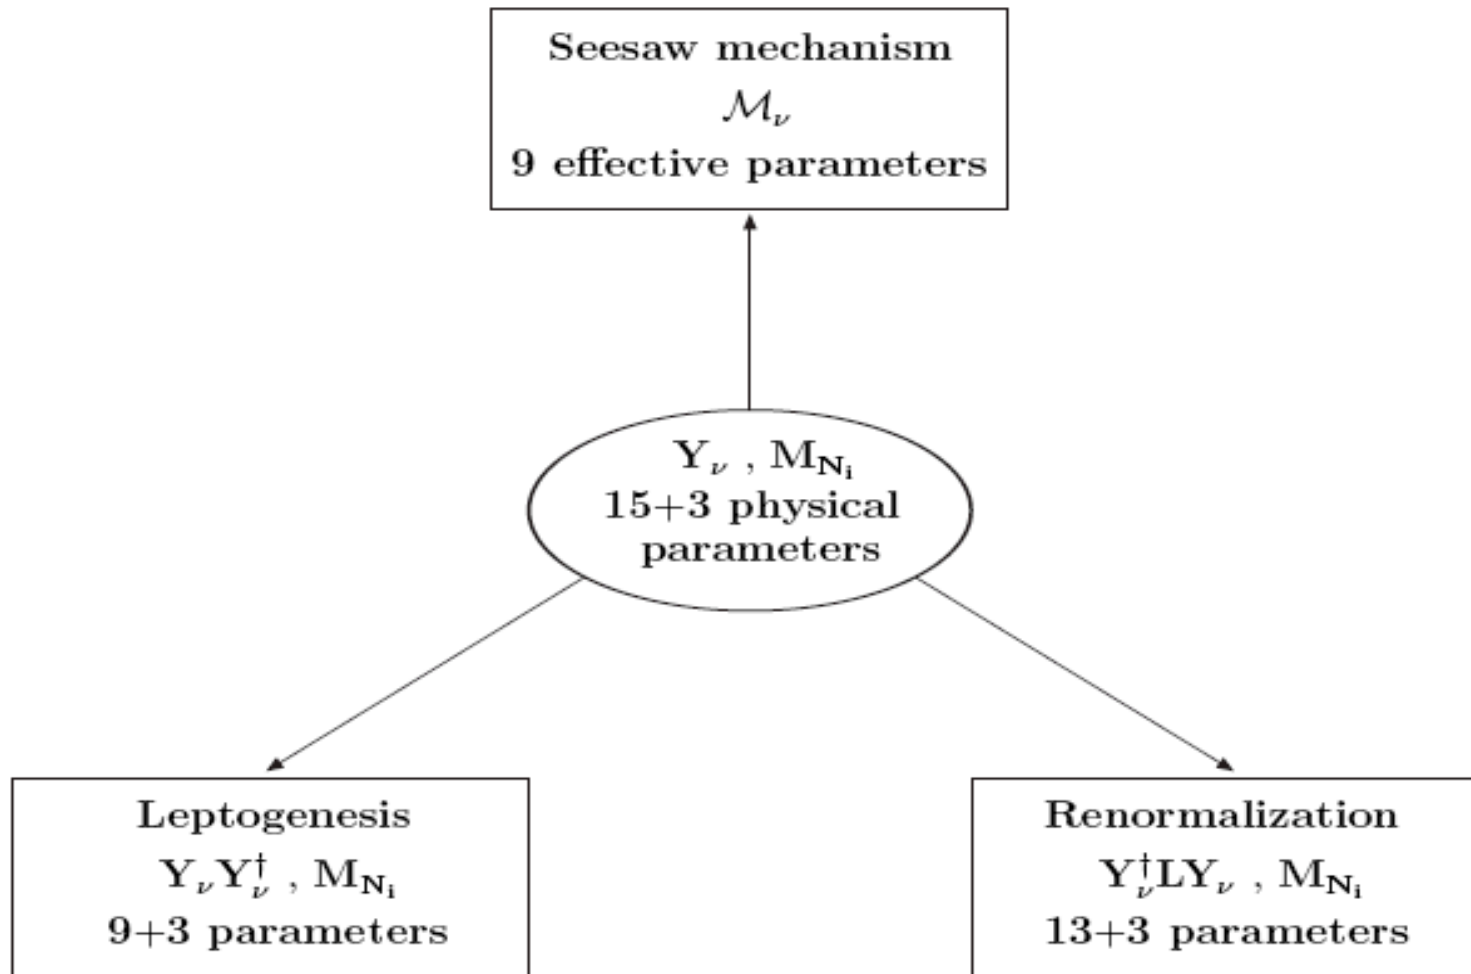 Seesaw mechanism
ℳ_ν
9 effective parameters
Y_ν , M_{N_i}
15+3 physical
parameters
Leptogenesis
Y_ν Y_ν^† , M_{N_i}
9+3 parameters
Renormalization
Y_ν^† L Y_ν , M_{N_i}
13+3 parameters